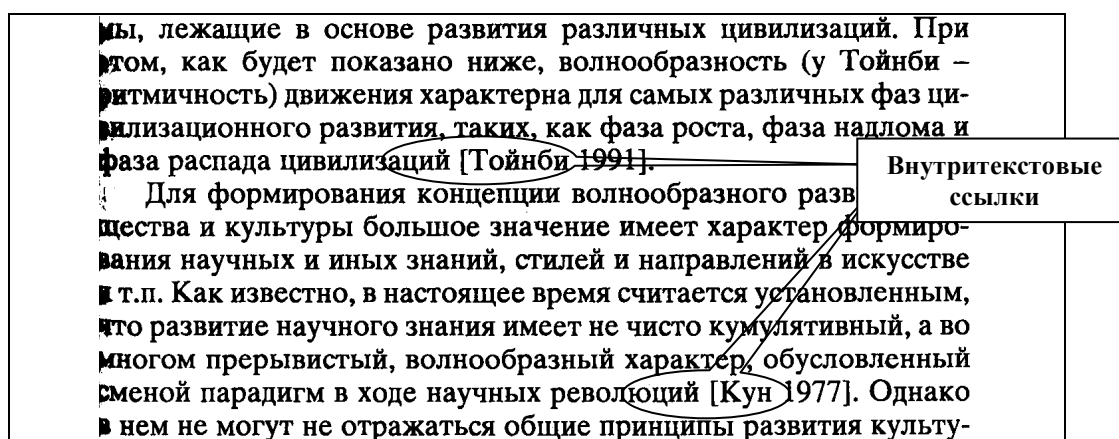 мы, лежащие в основе развития различных цивилизаций. При
этом, как будет показано ниже, волнообразность (у Тойнби –
ритмичность) движения характерна для самых различных фаз ци-
вилизационного развития, таких, как фаза роста, фаза надлома и
фаза распада цивилизаций [Тойнби 1991].
Внутритекстовые
ссылки
Для формирования концепции волнообразного разв
щества и культуры большое значение имеет характер формиро-
вания научных и иных знаний, стилей и направлений в искусстве
и т.п. Как известно, в настоящее время считается установленным,
что развитие научного знания имеет не чисто кумулятивный, а во
многом прерывистый, волнообразный характер, обусловленный
сменой парадигм в ходе научных революций [Кун 1977]. Однако
в нем не могут не отражаться общие принципы развития культу-